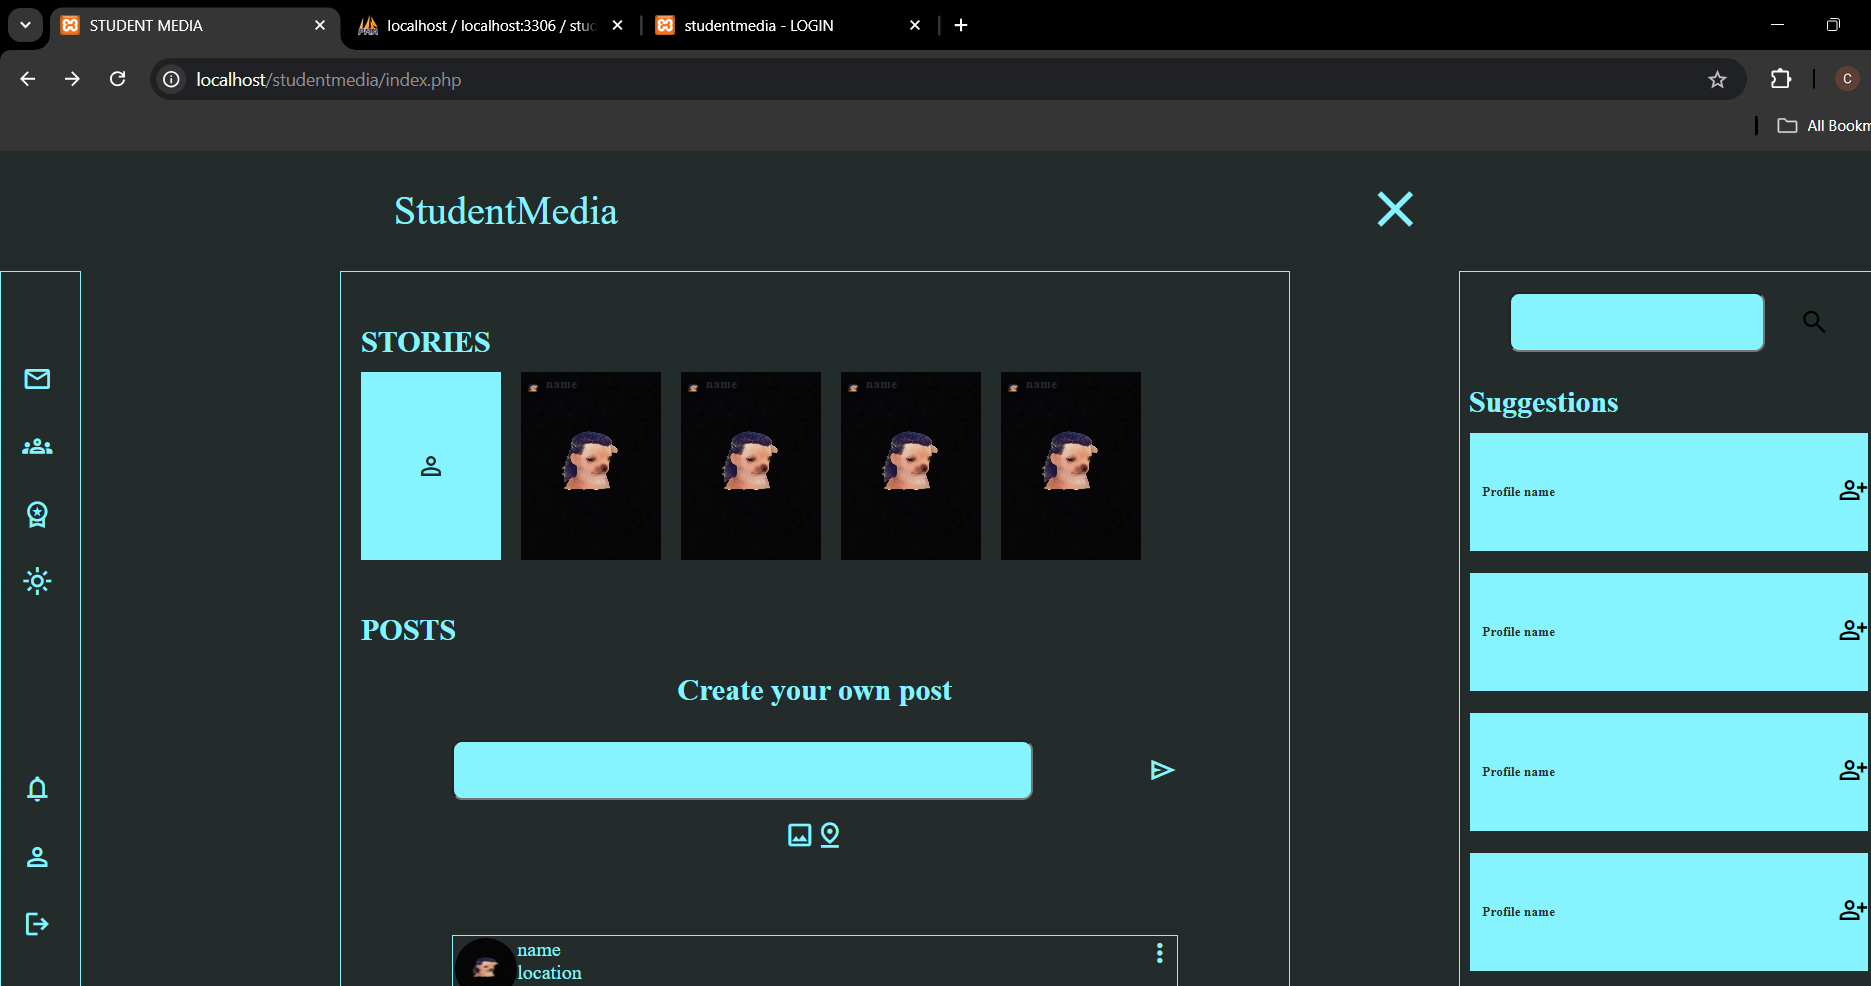 STUDENT MEDIA
localhost / localhost:3306 / stud
studentmedia - LOGIN
localhost/studentmedia/index.php
C
All Bookm
StudentMedia
STORIES
name
name
name
name
Suggestions
Profile name
Profile name
Profile name
Profile name
POSTS
Create your own post
name
location